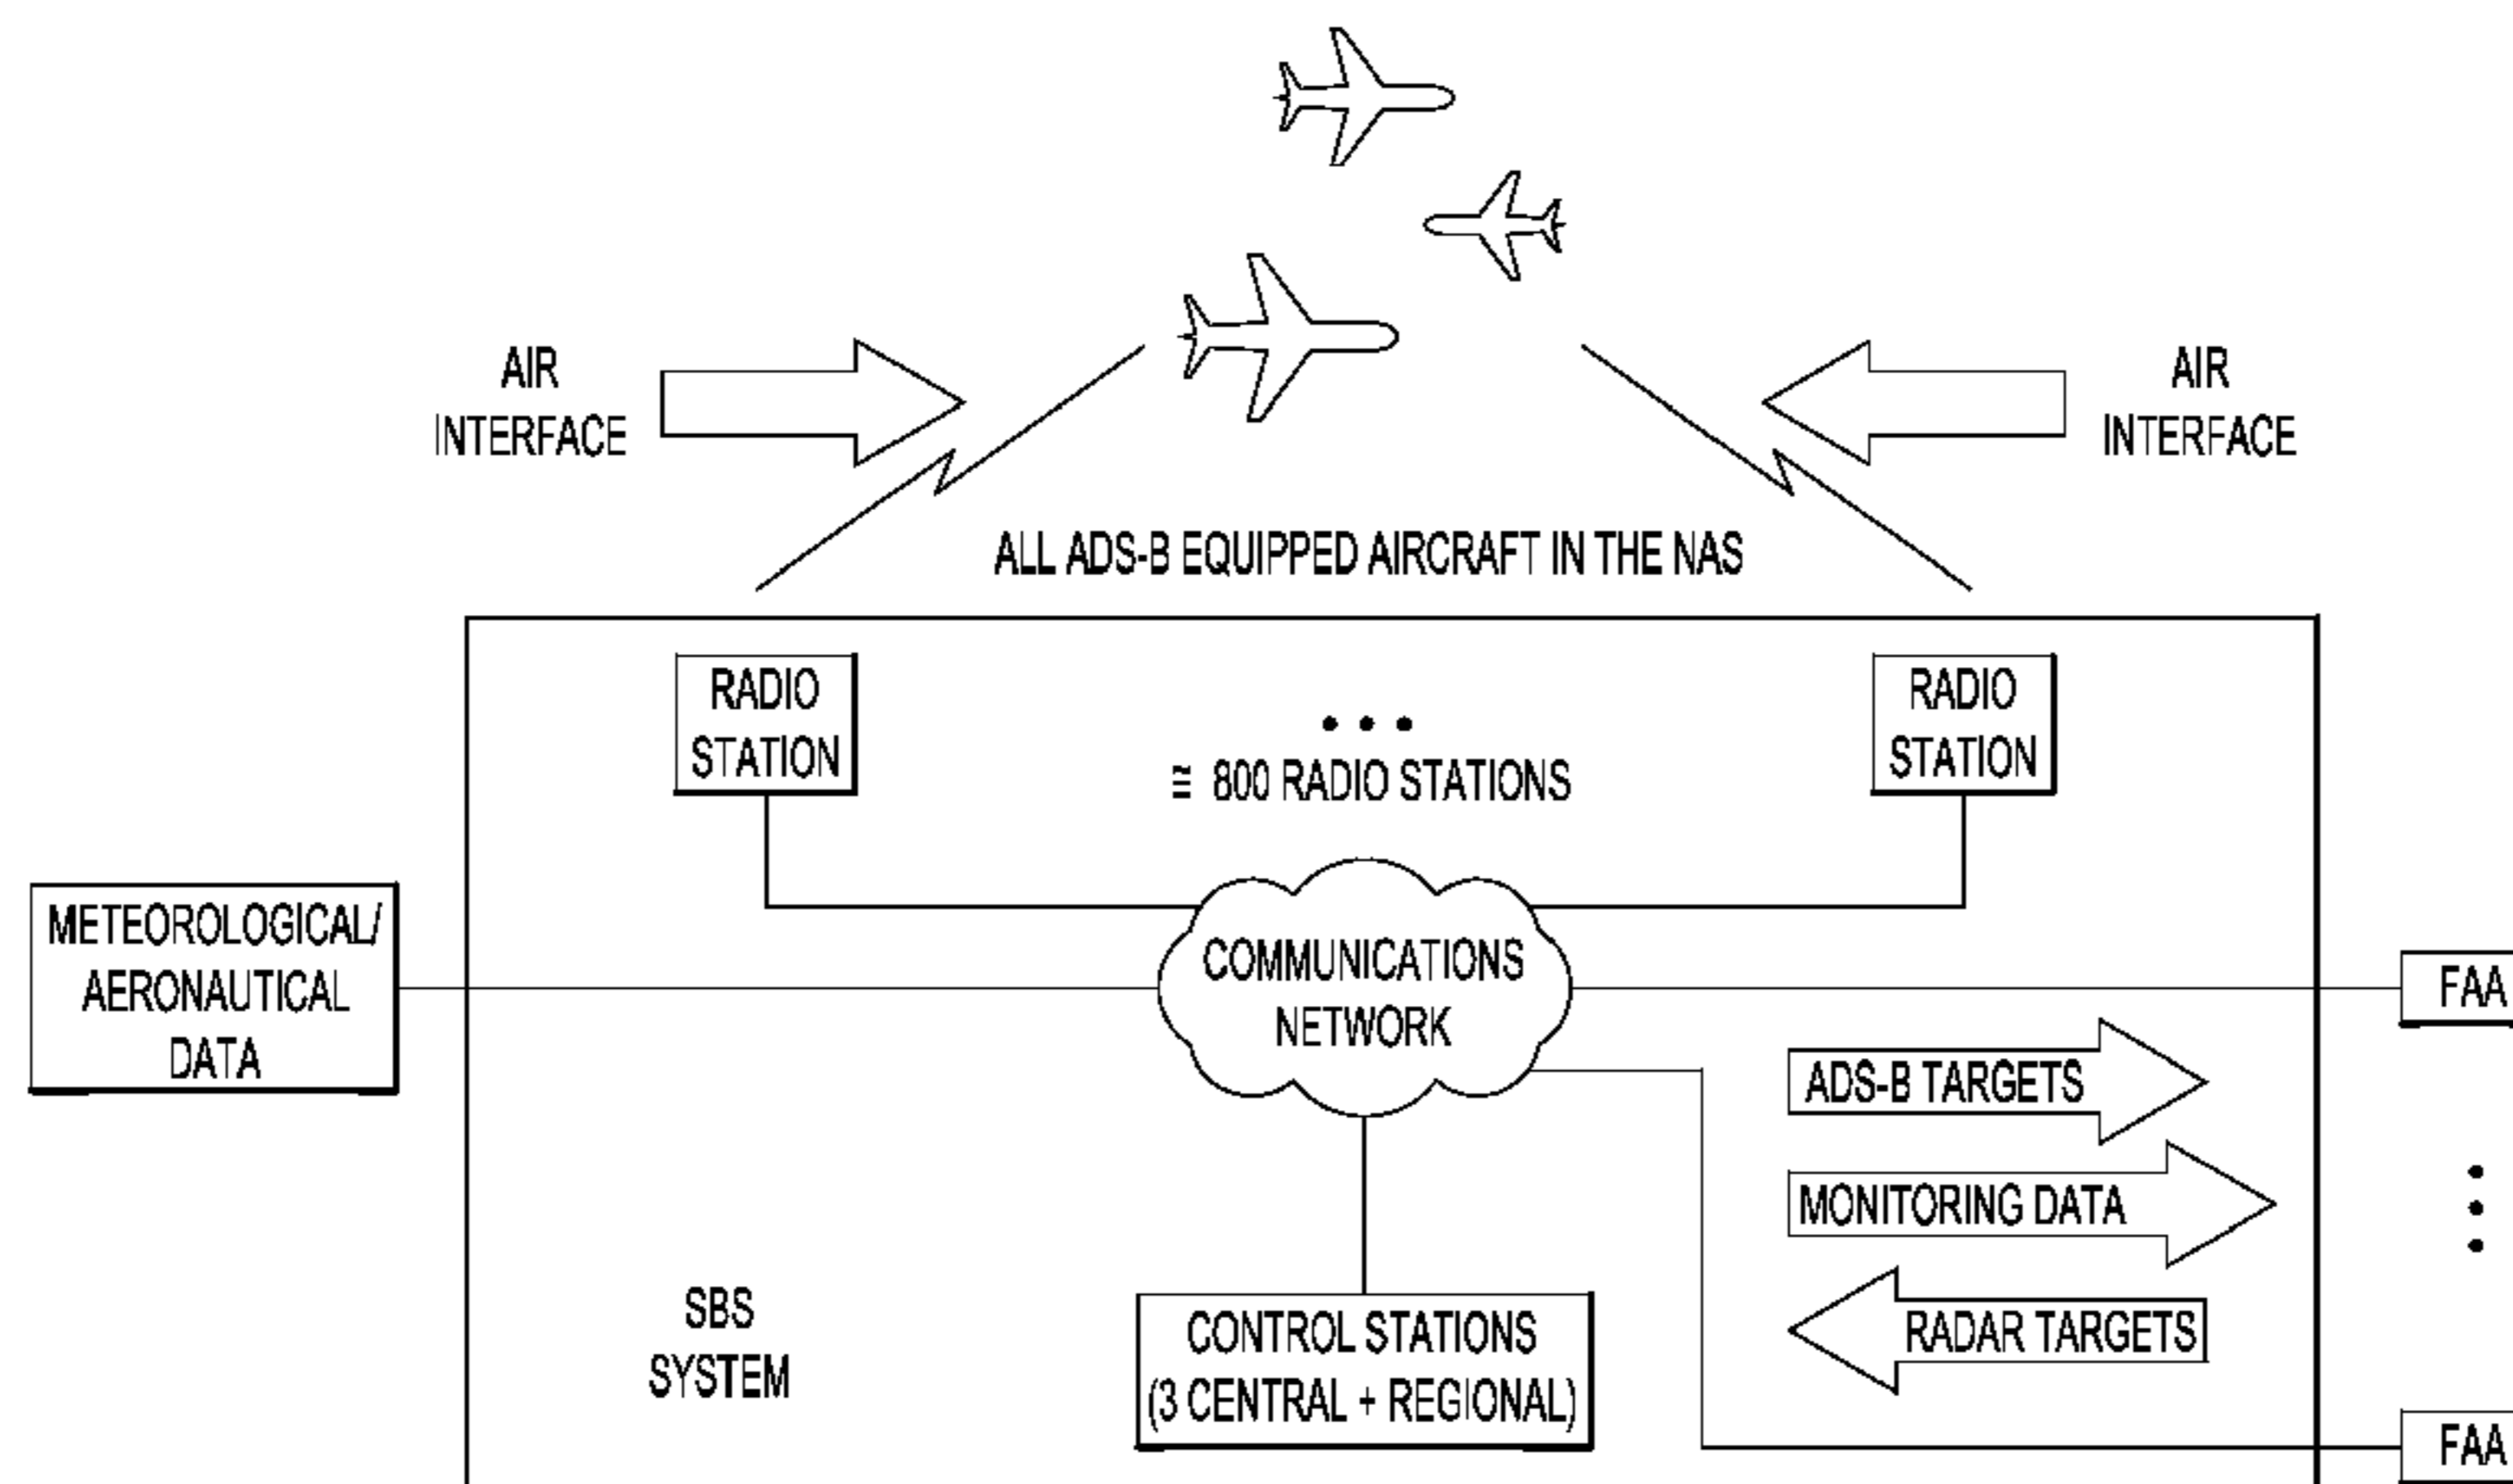 AIR
INTERFACE
AIR
INTERFACE
ALL ADS-B EQUIPPED AIRCRAFT IN THE NAS
RADIO
STATION
• • •
≅ 800 RADIO STATIONS
RADIO
STATION
METEOROLOGICAL/
AERONAUTICAL
DATA
COMMUNICATIONS
NETWORK
FAA
ADS-B TARGETS
MONITORING DATA
RADAR TARGETS
SBS
SYSTEM
CONTROL STATIONS
(3 CENTRAL + REGIONAL)
FAA